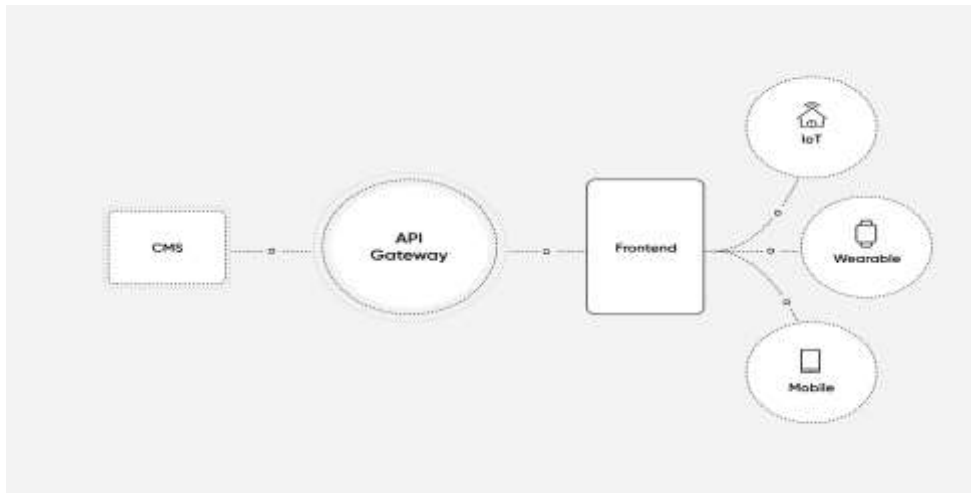 CMS
API
Gateway
Frontend
IoT
Wearable
Mobile